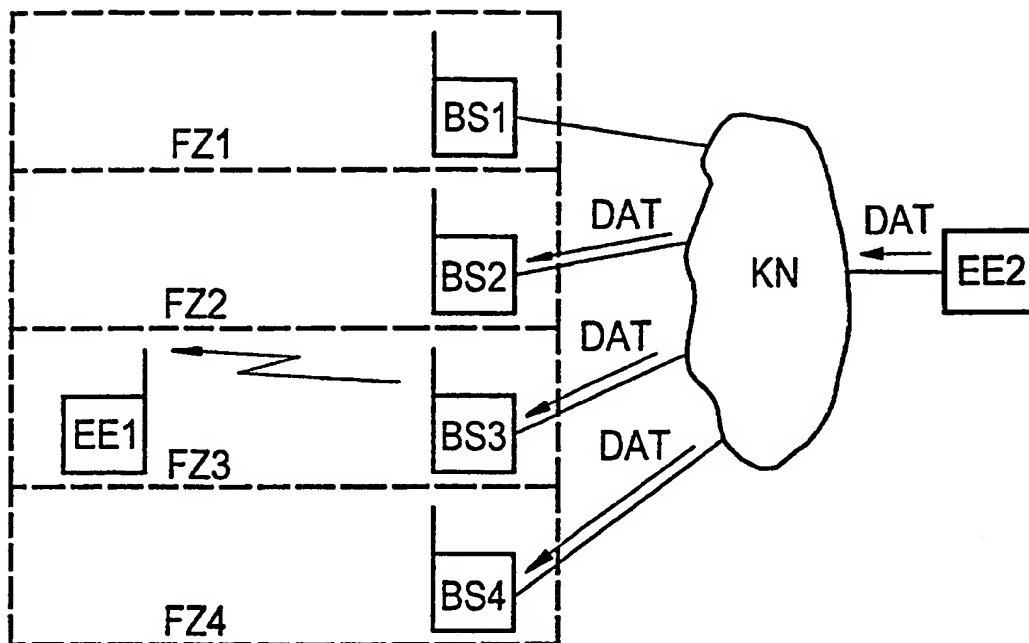 BS1
FZ1
DAT
DAT
BS2
KN
EE2
FZ2
DAT
EE1
BS3
DAT
FZ3
BS4
FZ4